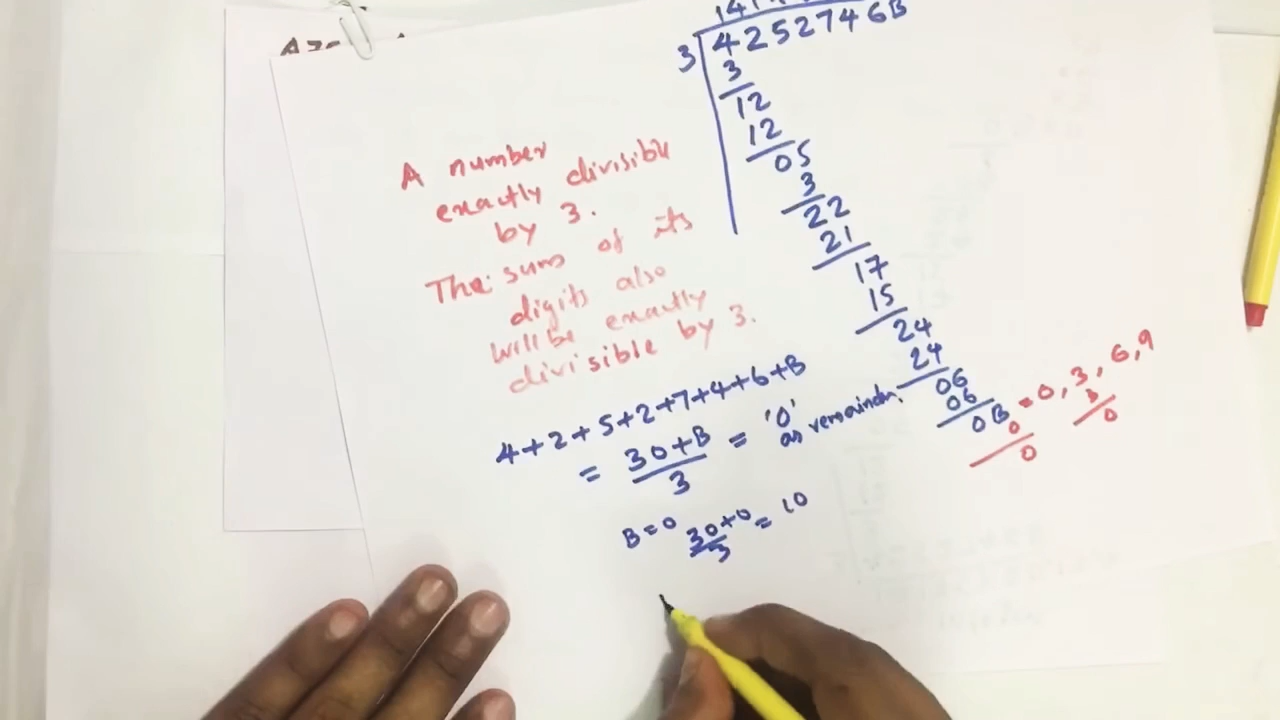 3 4252746B
3
12
12
05
3
22
21
17
15
24
24
06
06
0B = 0, 3, 6, 9
0 3
0 0
A number
exactly divisible
by 3.
The sum of its
digits also
will be exactly
divisible by 3.
4+2+5+2+7+4+6+B
= 30+B = '0'
3 as remainder.
B=0 30+0 = 10
3